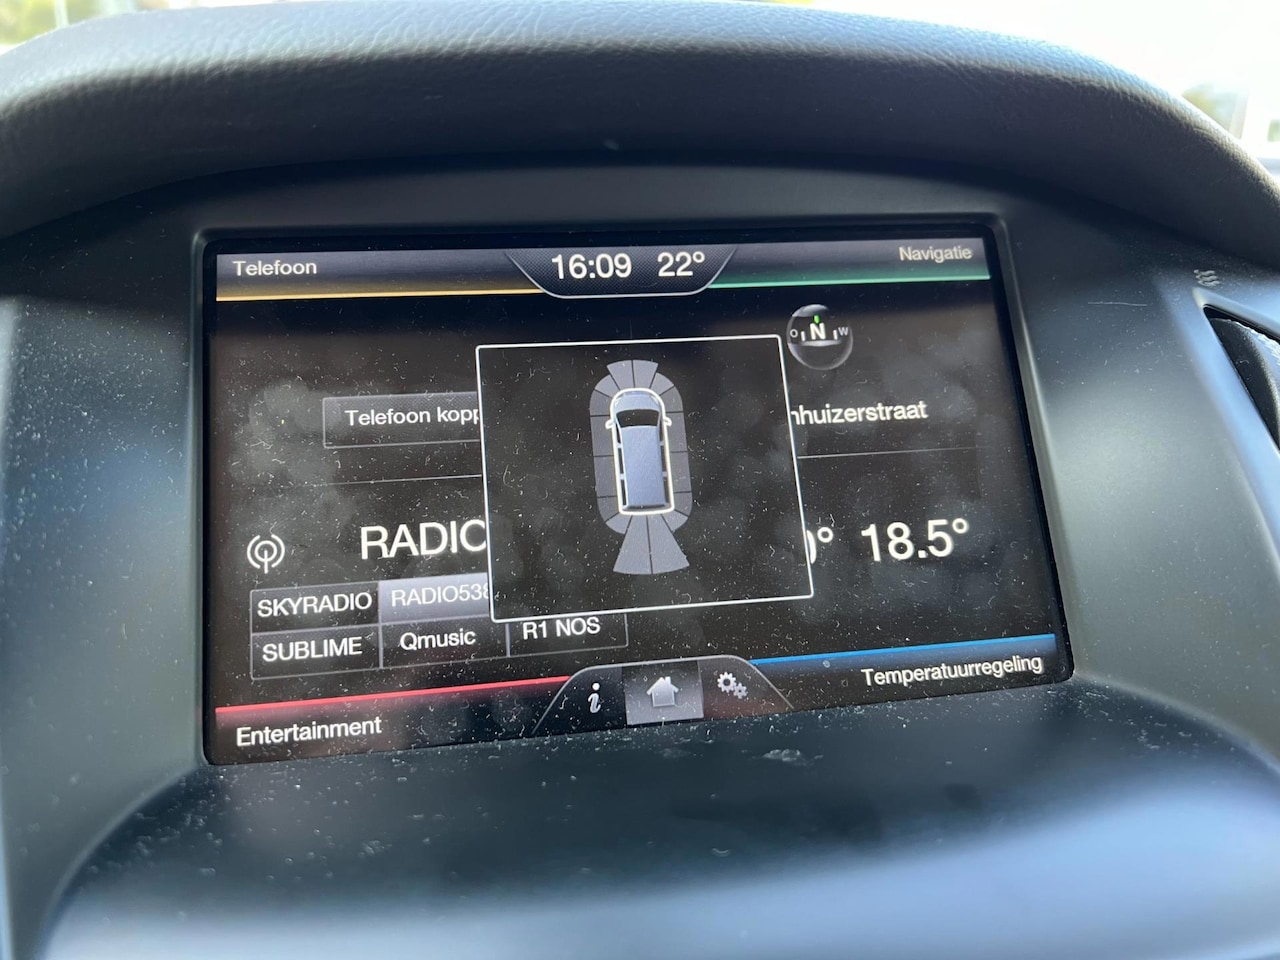 Telefoon 16:09 22° Navigatie
O N W
Telefoon kopp nhuizerstraat
RADIO 0° 18.5°
SKYRADIO RADIO538
SUBLIME Qmusic R1 NOS
i
Entertainment Temperatuurregeling